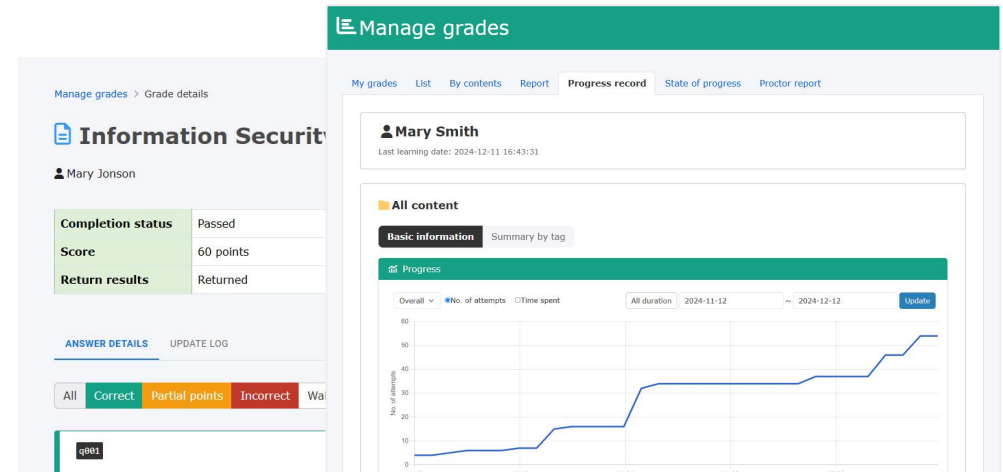 Manage grades
My grades List By contents Report Progress record State of progress Proctor report
Mary Smith
Last learning date: 2024-12-11 16:43:31
All content
Basic information Summary by tag
Progress
Overall No. of attempts Time spent All duration 2024-11-12 ~ 2024-12-12 Update
60
50
40
30
20
10
0
No. of attempts
Manage grades > Grade details
Information Security
Mary Jonson
Completion status Passed
Score 60 points
Return results Returned
ANSWER DETAILS UPDATE LOG
All Correct Partial points Incorrect Wai
q001